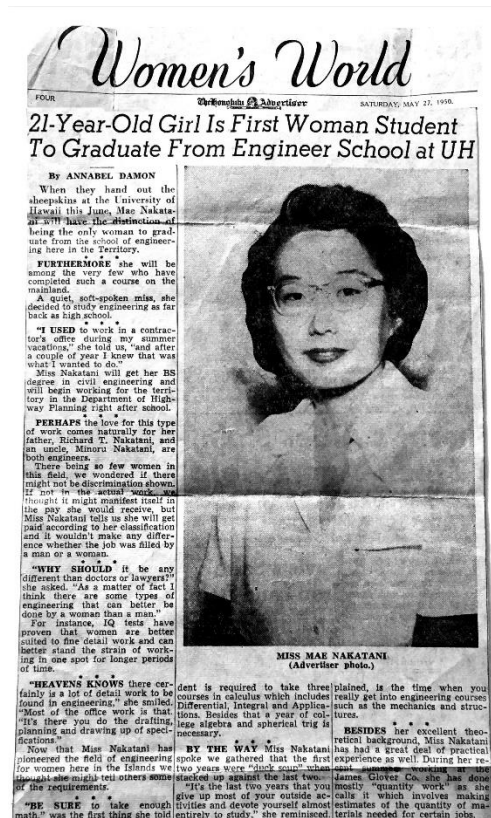 Women's World
FOUR
The Honolulu Advertiser
SATURDAY, MAY 27, 1950.
21-Year-Old Girl Is First Woman Student
To Graduate From Engineer School at UH
By ANNABEL DAMON
When they hand out the
sheepskins at the University of
Hawaii this June, Mae Nakata-
ni will have the distinction of
being the only woman to grad-
uate from the school of engineer-
ing here in the Territory.
* * *
FURTHERMORE she will be
among the very few who have
completed such a course on the
mainland.
A quiet, soft-spoken miss, she
decided to study engineering as far
back as high school.
* * *
"I USED to work in a contrac-
tor's office during my summer
vacations," she told us, "and after
a couple of year I knew that was
what I wanted to do."
Miss Nakatani will get her BS
degree in civil engineering and
will begin working for the terri-
tory in the Department of High-
way Planning right after school.
* * *
PERHAPS the love for this type
of work comes naturally for her
father, Richard T. Nakatani, and
an uncle, Minoru Nakatani, are
both engineers.
There being so few women in
this field, we wondered if there
might not be discrimination shown.
If not in the actual work, we
thought it might manifest itself in
the pay she would receive, but
Miss Nakatani tells us she will get
paid according to her classification
and it wouldn't make any differ-
ence whether the job was filled by
a man or a woman.
* * *
"WHY SHOULD it be any
different than doctors or lawyers?"
she asked. "As a matter of fact I
think there are some types of
engineering that can better be
done by a woman than a man."
For instance, IQ tests have
proven that women are better
suited to fine detail work and can
better stand the strain of work-
ing in one spot for longer periods
of time.
* * *
"HEAVENS KNOWS there cer-
tainly is a lot of detail work to be
found in engineering," she smiled.
"Most of the office work is that.
"It's there you do the drafting,
planning and drawing up of speci-
fications."
Now that Miss Nakatani has
pioneered the field of engineering
for women here in the Islands we
thought she might tell others some
of the requirements.
* * *
"BE SURE to take enough
math," was the first thing she told
MISS MAE NAKATANI
(Advertiser photo.)
dent is required to take three
courses in calculus which includes
Differential, Integral and Applica-
tions. Besides that a year of col-
lege algebra and spherical trig is
necessary.
* * *
BY THE WAY Miss Nakatani
spoke we gathered that the first
two years were "duck soup" when
stacked up against the last two.
"It's the last two years that you
give up most of your outside ac-
tivities and devote yourself almost
entirely to study," she reminisced.
plained, is the time when you
really get into engineering courses
such as the mechanics and struc-
tures.
* * *
BESIDES her excellent theo-
retical background, Miss Nakatani
has had a great deal of practical
experience as well. During her re-
cent summer working at the
James Glover Co. she has done
mostly "quantity work" as she
calls it which involves making
estimates of the quantity of ma-
terials needed for certain jobs.